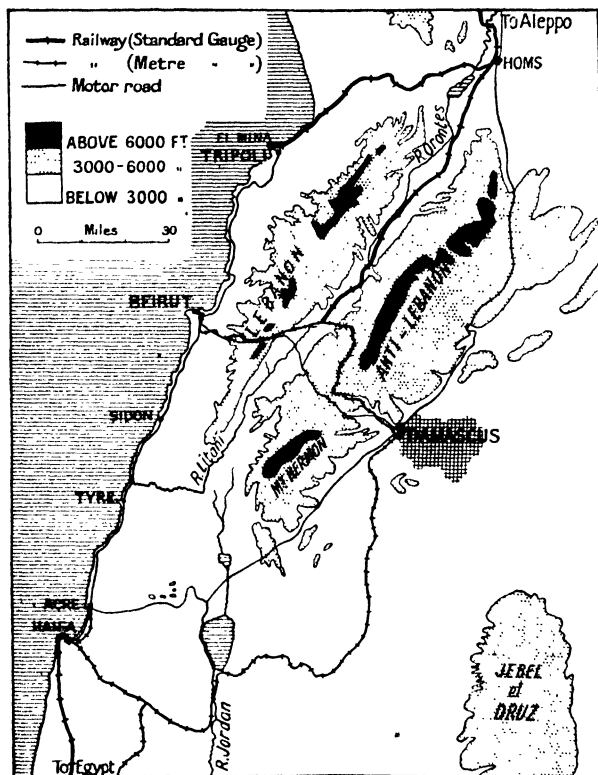 To Aleppo
Railway (Standard Gauge)
" (Metre " " )
Motor road
HOMS
ABOVE 6000 FT
3000-6000 "
BELOW 3000 "
0 Miles 30
EL MINA
TRIPOLI
R. Orontes
LEBANON
ANTI-LEBANON
BEIRUT
SIDON
R. Litani
DAMASCUS
MT HERMON
TYRE
ACRE
HAIFA
JEBEL
el
DRUZ
R. Jordan
To Egypt